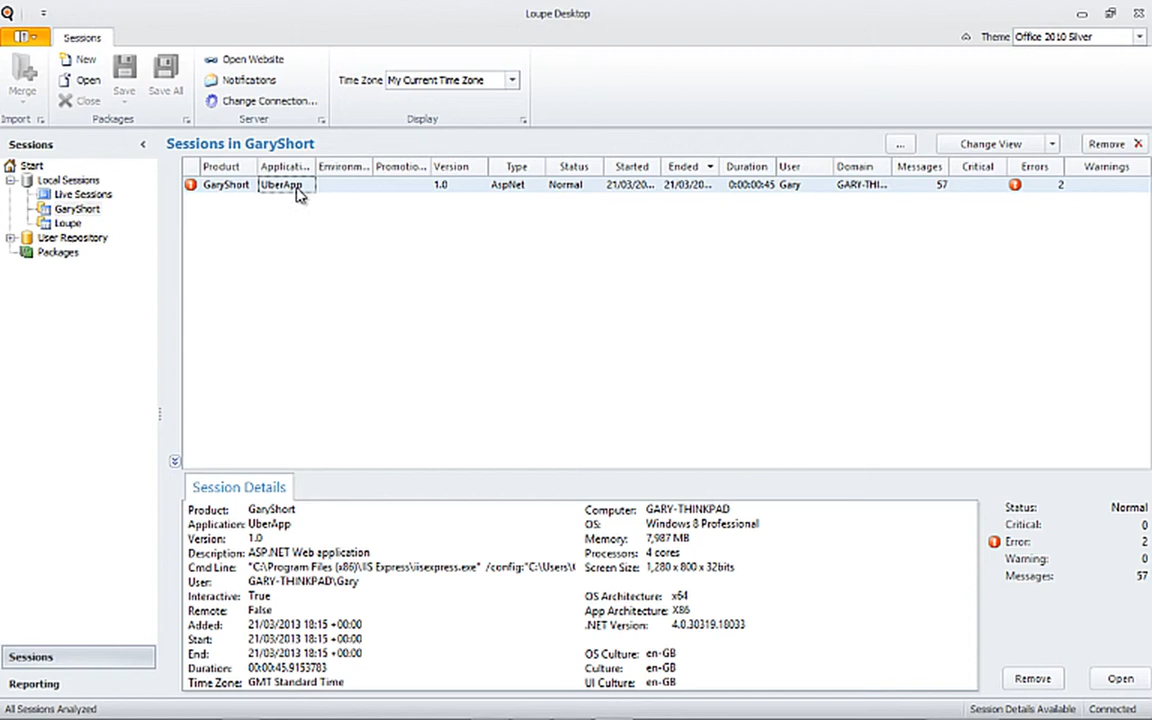 Loupe Desktop
Sessions
Theme Office 2010 Silver
Merge
New
Open
Close
Save
Save All
Open Website
Notifications
Change Connection...
Time Zone My Current Time Zone
Import
Packages
Server
Display
Sessions
Start
Local Sessions
Live Sessions
GaryShort
Loupe
User Repository
Packages
Sessions in GaryShort
... Change View Remove
Product Applicati... Environm... Promotio... Version Type Status Started Ended Duration User Domain Messages Critical Errors Warnings
GaryShort UberApp 1.0 AspNet Normal 21/03/20... 21/03/20... 0:00:00:45 Gary GARY-THI... 57 2
Session Details
Product: GaryShort
Application: UberApp
Version: 1.0
Description: ASP.NET Web application
Cmd Line: "C:\Program Files (x86)\IIS Express\iisexpress.exe" /config:"C:\Users\
User: GARY-THINKPAD\Gary
Interactive: True
Remote: False
Added: 21/03/2013 18:15 +00:00
Start: 21/03/2013 18:15 +00:00
End: 21/03/2013 18:15 +00:00
Duration: 00:00:45.9153783
Time Zone: GMT Standard Time
Computer: GARY-THINKPAD
OS: Windows 8 Professional
Memory: 7,987 MB
Processors: 4 cores
Screen Size: 1,280 x 800 x 32bits
OS Architecture: x64
App Architecture: X86
.NET Version: 4.0.30319.18033
OS Culture: en-GB
Culture: en-GB
UI Culture: en-GB
Status: Normal
Critical: 0
Error: 2
Warning: 0
Messages: 57
Remove Open
Sessions
Reporting
All Sessions Analyzed
Session Details Available Connected